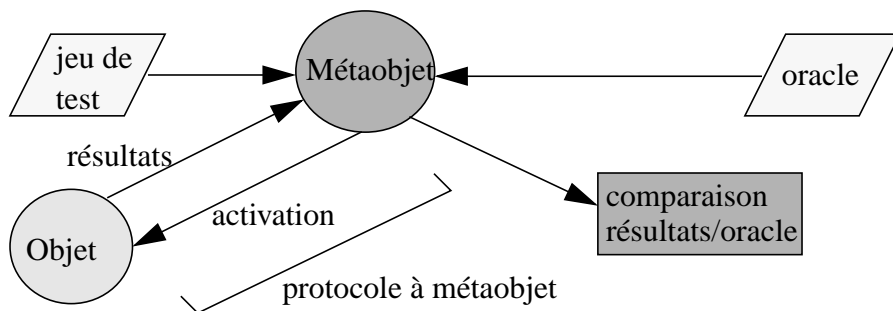 jeu de
test
Métaobjet
oracle
résultats
activation
Objet
comparaison
résultats/oracle
protocole à métaobjet